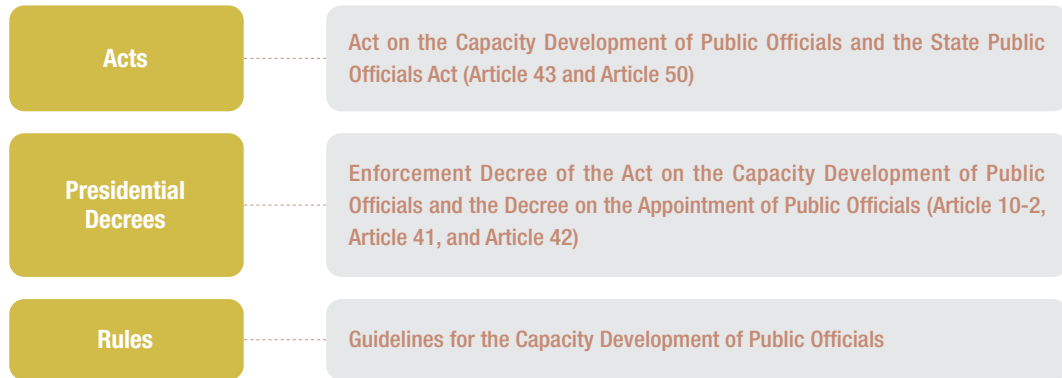 Acts
Act on the Capacity Development of Public Officials and the State Public
Officials Act (Article 43 and Article 50)
Presidential
Decrees
Enforcement Decree of the Act on the Capacity Development of Public
Officials and the Decree on the Appointment of Public Officials (Article 10-2,
Article 41, and Article 42)
Rules
Guidelines for the Capacity Development of Public Officials